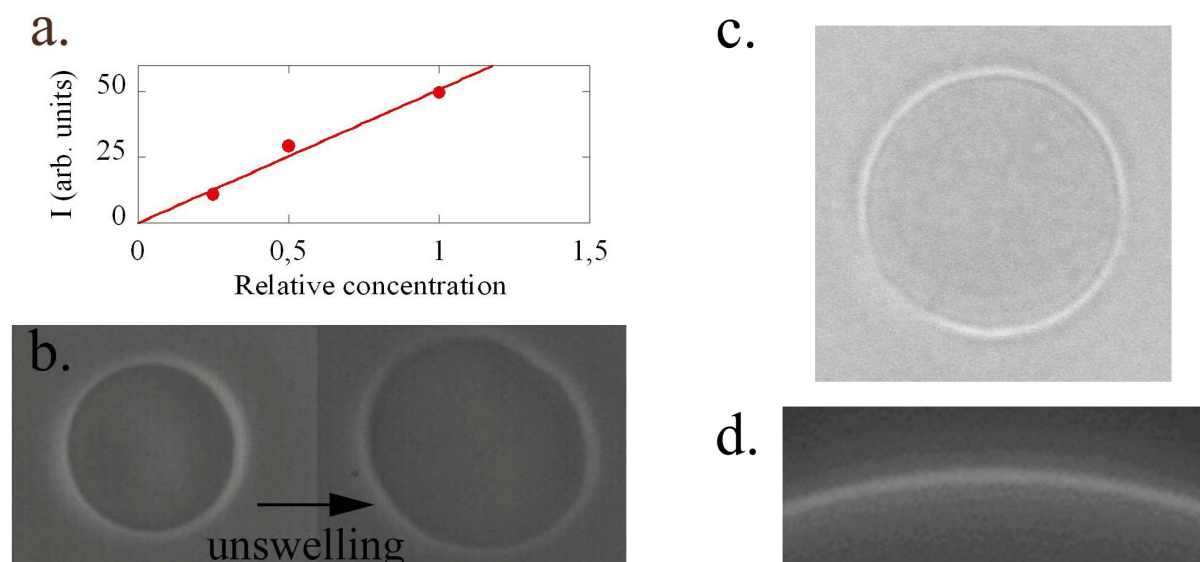 a.
I (arb. units)
50
25
0
0
0,5
1
1,5
Relative concentration
b.
unswelling
c.
d.